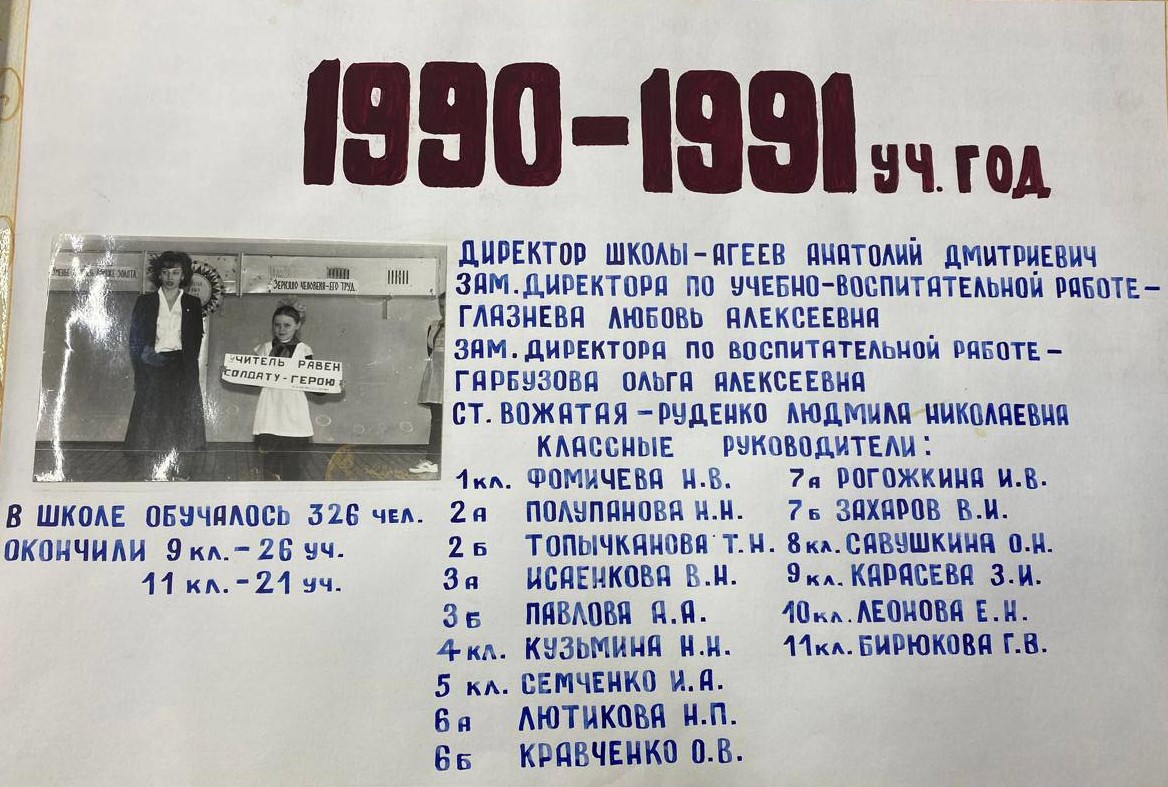 1990-1991 уч. год
ДИРЕКТОР ШКОЛЫ-АГЕЕВ АНАТОЛИЙ ДМИТРИЕВИЧ
ЗАМ. ДИРЕКТОРА ПО УЧЕБНО-ВОСПИТАТЕЛЬНОЙ РАБОТЕ-
ГЛАЗНЕВА ЛЮБОВЬ АЛЕКСЕЕВНА
ЗАМ. ДИРЕКТОРА ПО ВОСПИТАТЕЛЬНОЙ РАБОТЕ-
ГАРБУЗОВА ОЛЬГА АЛЕКСЕЕВНА
СТ. ВОЖАТАЯ-РУДЕНКО ЛЮДМИЛА НИКОЛАЕВНА
КЛАССНЫЕ РУКОВОДИТЕЛИ:
1кл. ФОМИЧЕВА Н.В.
2а ПОЛУПАНОВА Н.Н.
2б ТОПЫЧКАНОВА Т.Н.
3а ИСАЕНКОВА В.Н.
3б ПАВЛОВА А.А.
4кл. КУЗЬМИНА Н.Н.
5 кл. СЕМЧЕНКО И.А.
6а ЛЮТИКОВА Н.П.
6б КРАВЧЕНКО О.В.
7а РОГОЖКИНА И.В.
7б ЗАХАРОВ В.И.
8кл. САВУШКИНА О.Н.
9кл. КАРАСЕВА З.И.
10кл. ЛЕОНОВА Е.Н.
11кл. БИРЮКОВА Г.В.
ЗЕРКАЛО ЧЕЛОВЕКА-ЕГО ТРУД.
УЧИТЕЛЬ РАВЕН
СОЛДАТУ-ГЕРОЮ
В ШКОЛЕ ОБУЧАЛОСЬ 326 ЧЕЛ.
ОКОНЧИЛИ 9 КЛ.-26 УЧ.
11 КЛ.-21 УЧ.